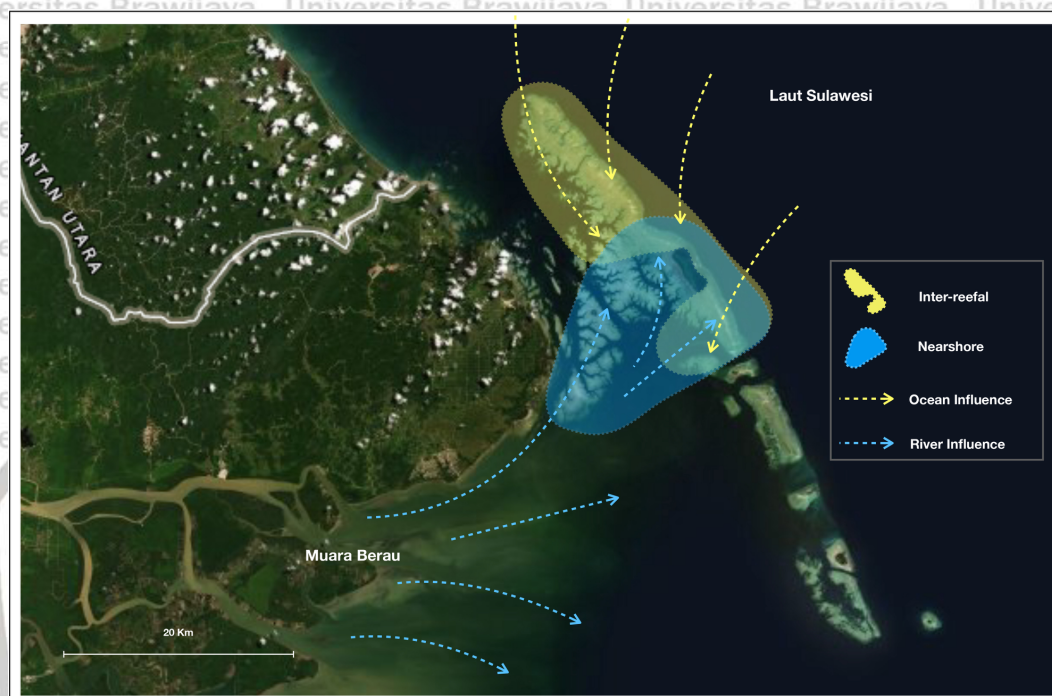 Universitas Brawijaya Universitas Brawijaya Universitas Brawijaya
Laut Sulawesi
ANTAN UTARA
Inter-reefal
Nearshore
Ocean Influence
River Influence
Muara Berau
20 Km